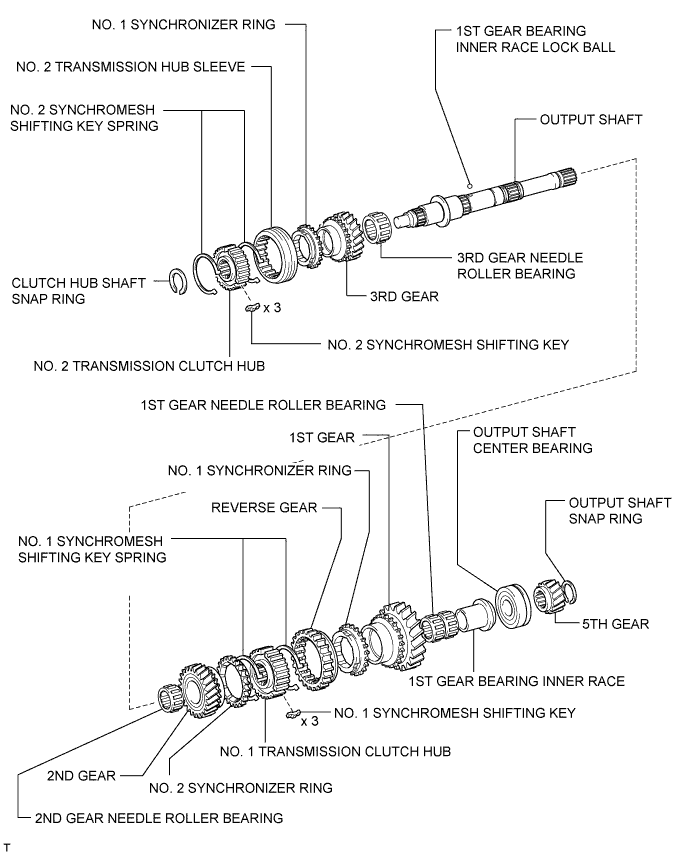 NO. 1 SYNCHRONIZER RING
1ST GEAR BEARING
INNER RACE LOCK BALL
NO. 2 TRANSMISSION HUB SLEEVE
NO. 2 SYNCHROMESH
SHIFTING KEY SPRING
OUTPUT SHAFT
3RD GEAR NEEDLE
ROLLER BEARING
CLUTCH HUB SHAFT
SNAP RING
3RD GEAR
x 3
NO. 2 SYNCHROMESH SHIFTING KEY
NO. 2 TRANSMISSION CLUTCH HUB
1ST GEAR NEEDLE ROLLER BEARING
1ST GEAR
OUTPUT SHAFT
CENTER BEARING
NO. 1 SYNCHRONIZER RING
REVERSE GEAR
OUTPUT SHAFT
SNAP RING
NO. 1 SYNCHROMESH
SHIFTING KEY SPRING
5TH GEAR
1ST GEAR BEARING INNER RACE
NO. 1 SYNCHROMESH SHIFTING KEY
x 3
NO. 1 TRANSMISSION CLUTCH HUB
2ND GEAR
NO. 2 SYNCHRONIZER RING
2ND GEAR NEEDLE ROLLER BEARING
T